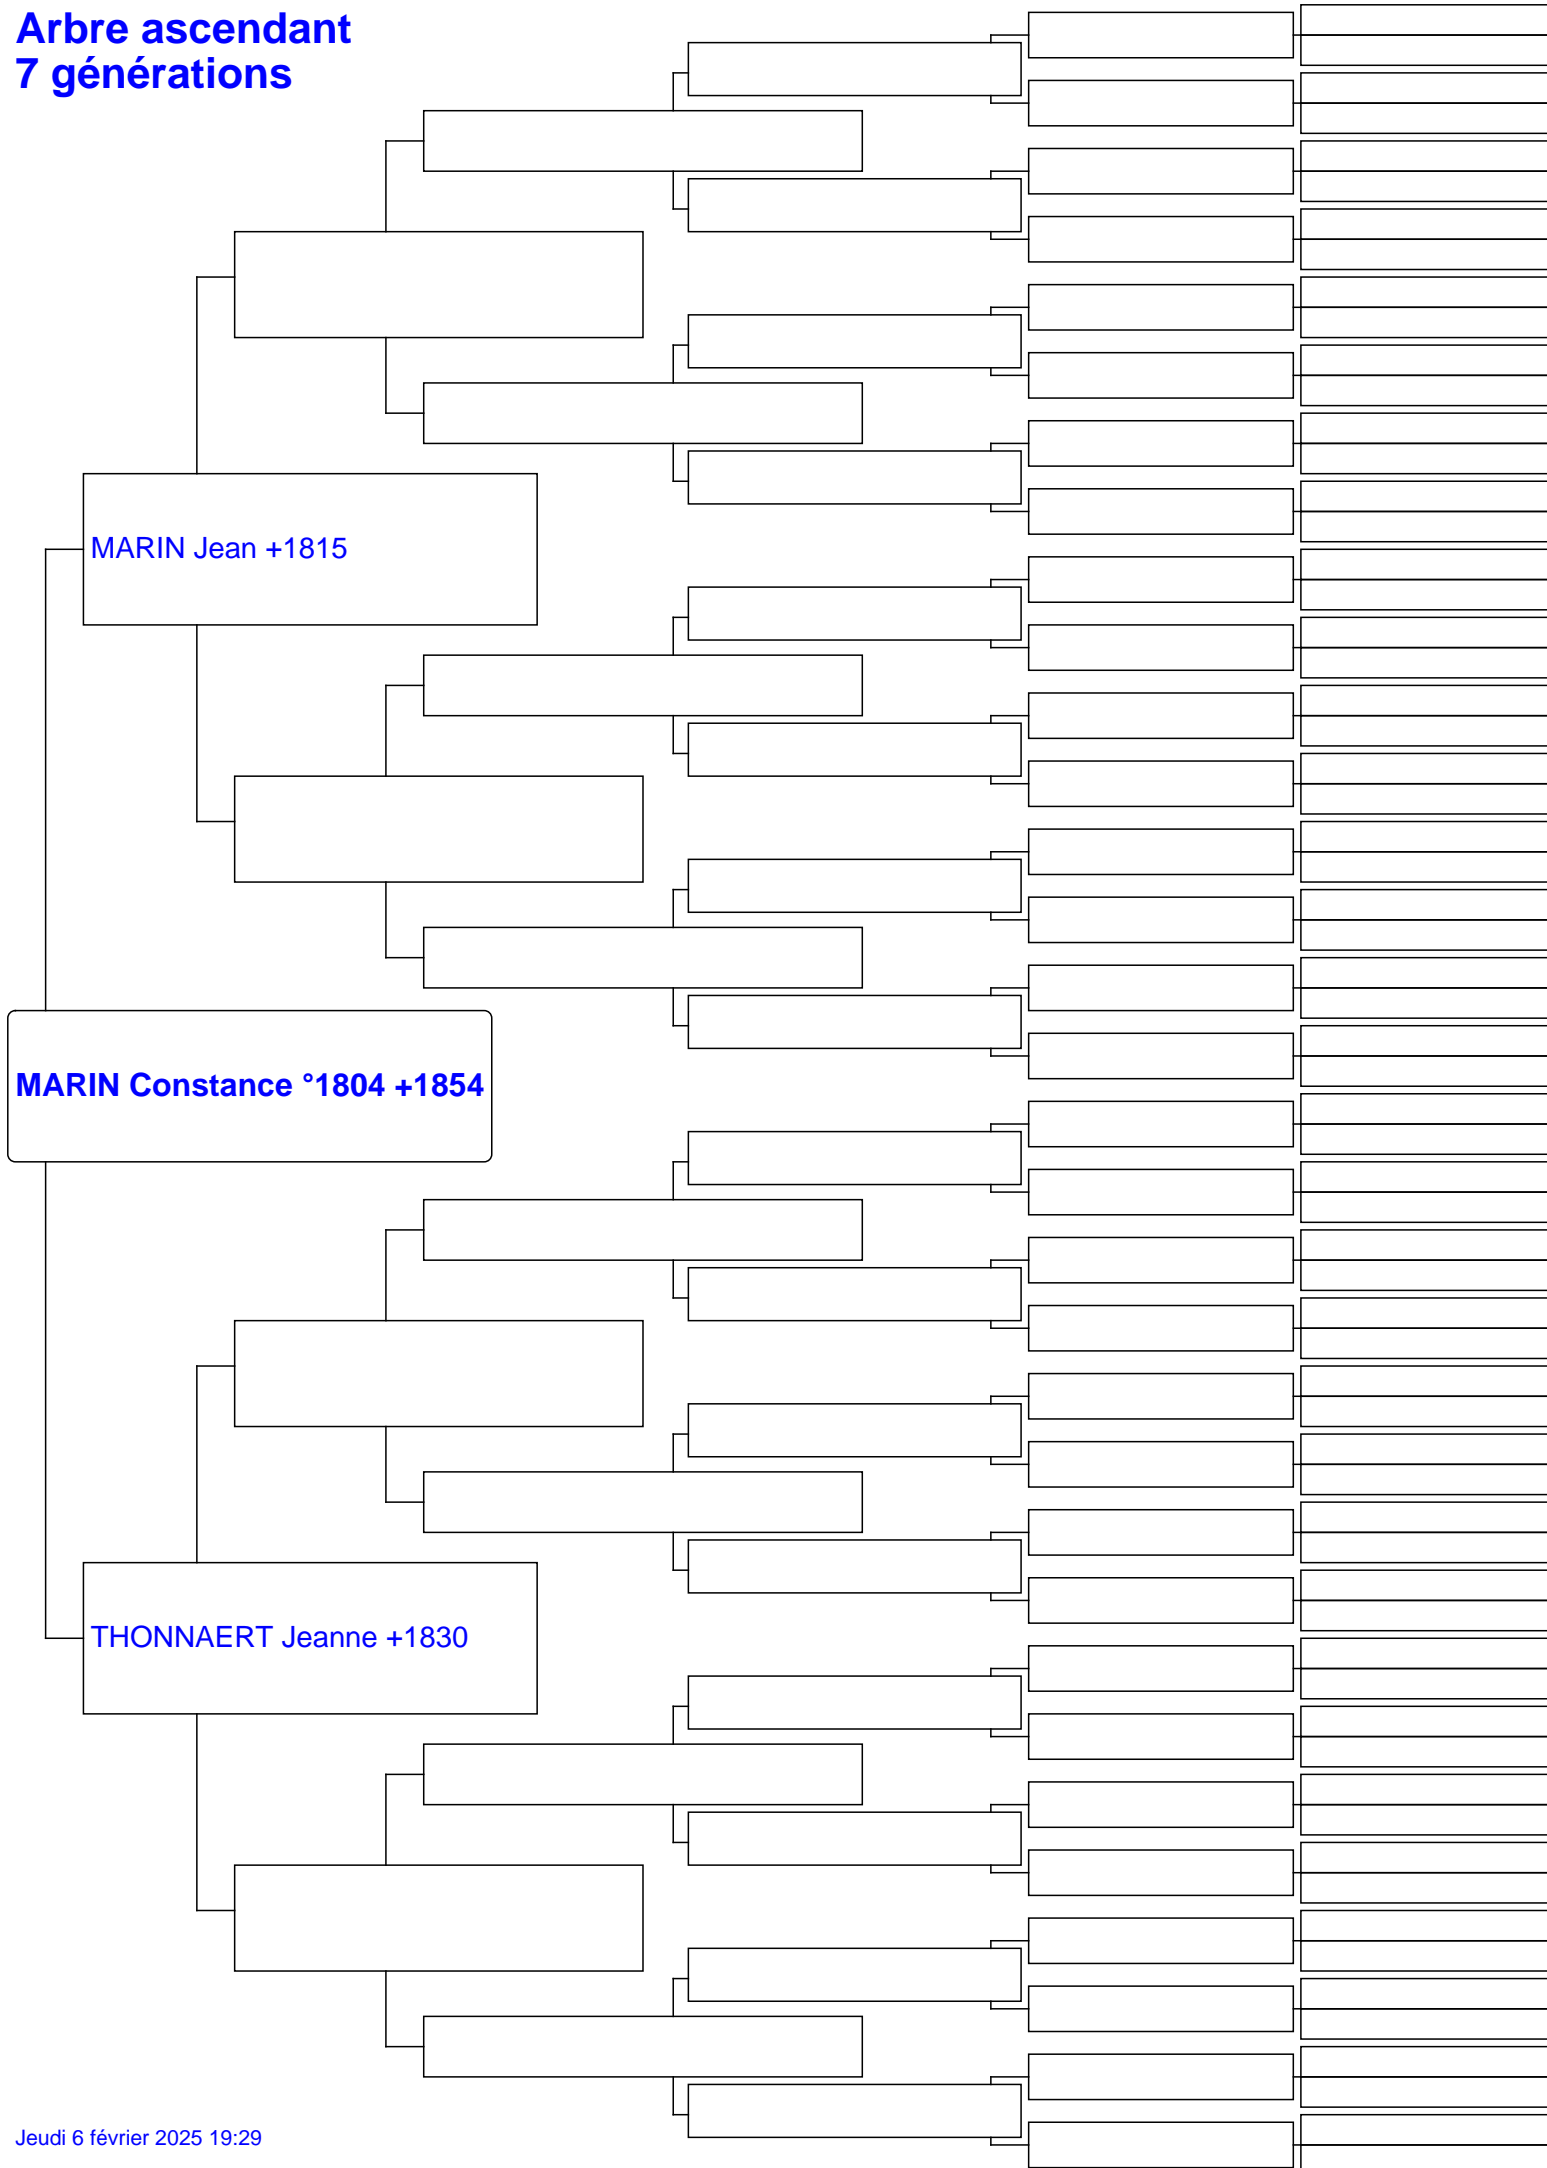 Arbre ascendant
7 générations
MARIN Jean +1815
MARIN Constance °1804 +1854
THONNAERT Jeanne +1830
Jeudi 6 février 2025 19:29